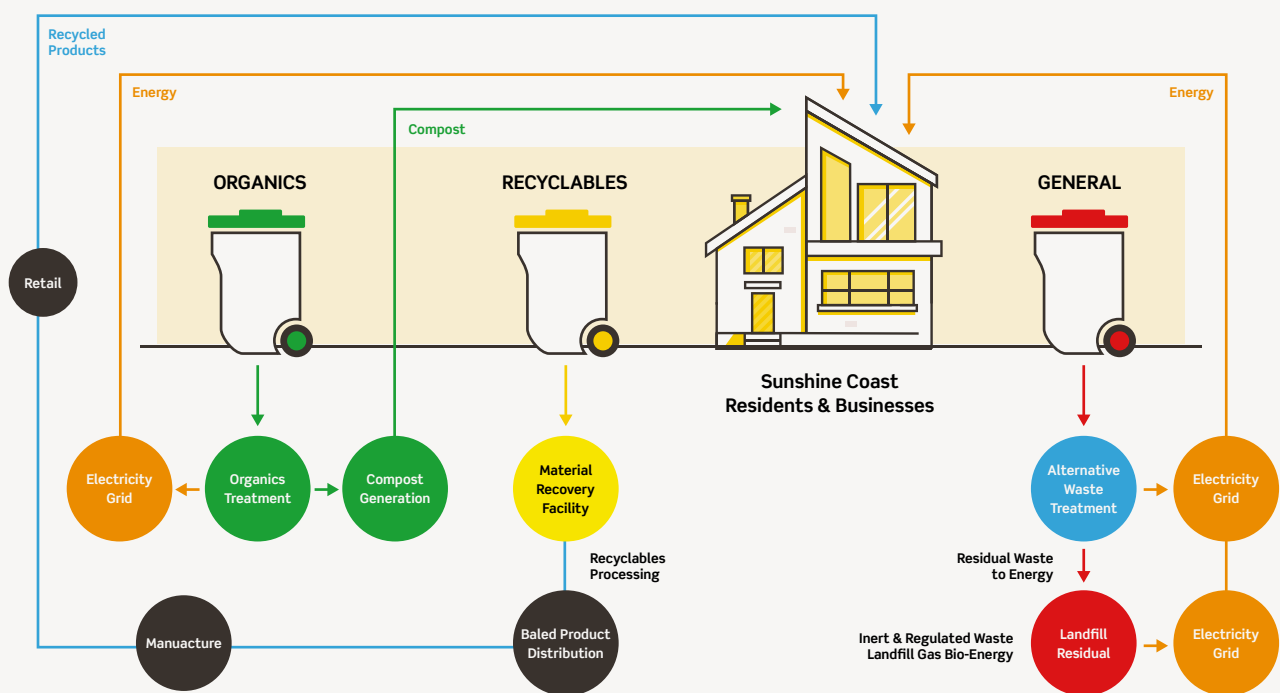 Recycled
Products
Energy
Energy
Compost
ORGANICS
RECYCLABLES
GENERAL
Retail
Sunshine Coast
Residents & Businesses
Electricity
Grid
Organics
Treatment
Compost
Generation
Material
Recovery
Facility
Alternative
Waste
Treatment
Electricity
Grid
Recyclables
Processing
Residual Waste
to Energy
Manuacture
Baled Product
Distribution
Inert & Regulated Waste
Landfill Gas Bio-Energy
Landfill
Residual
Electricity
Grid